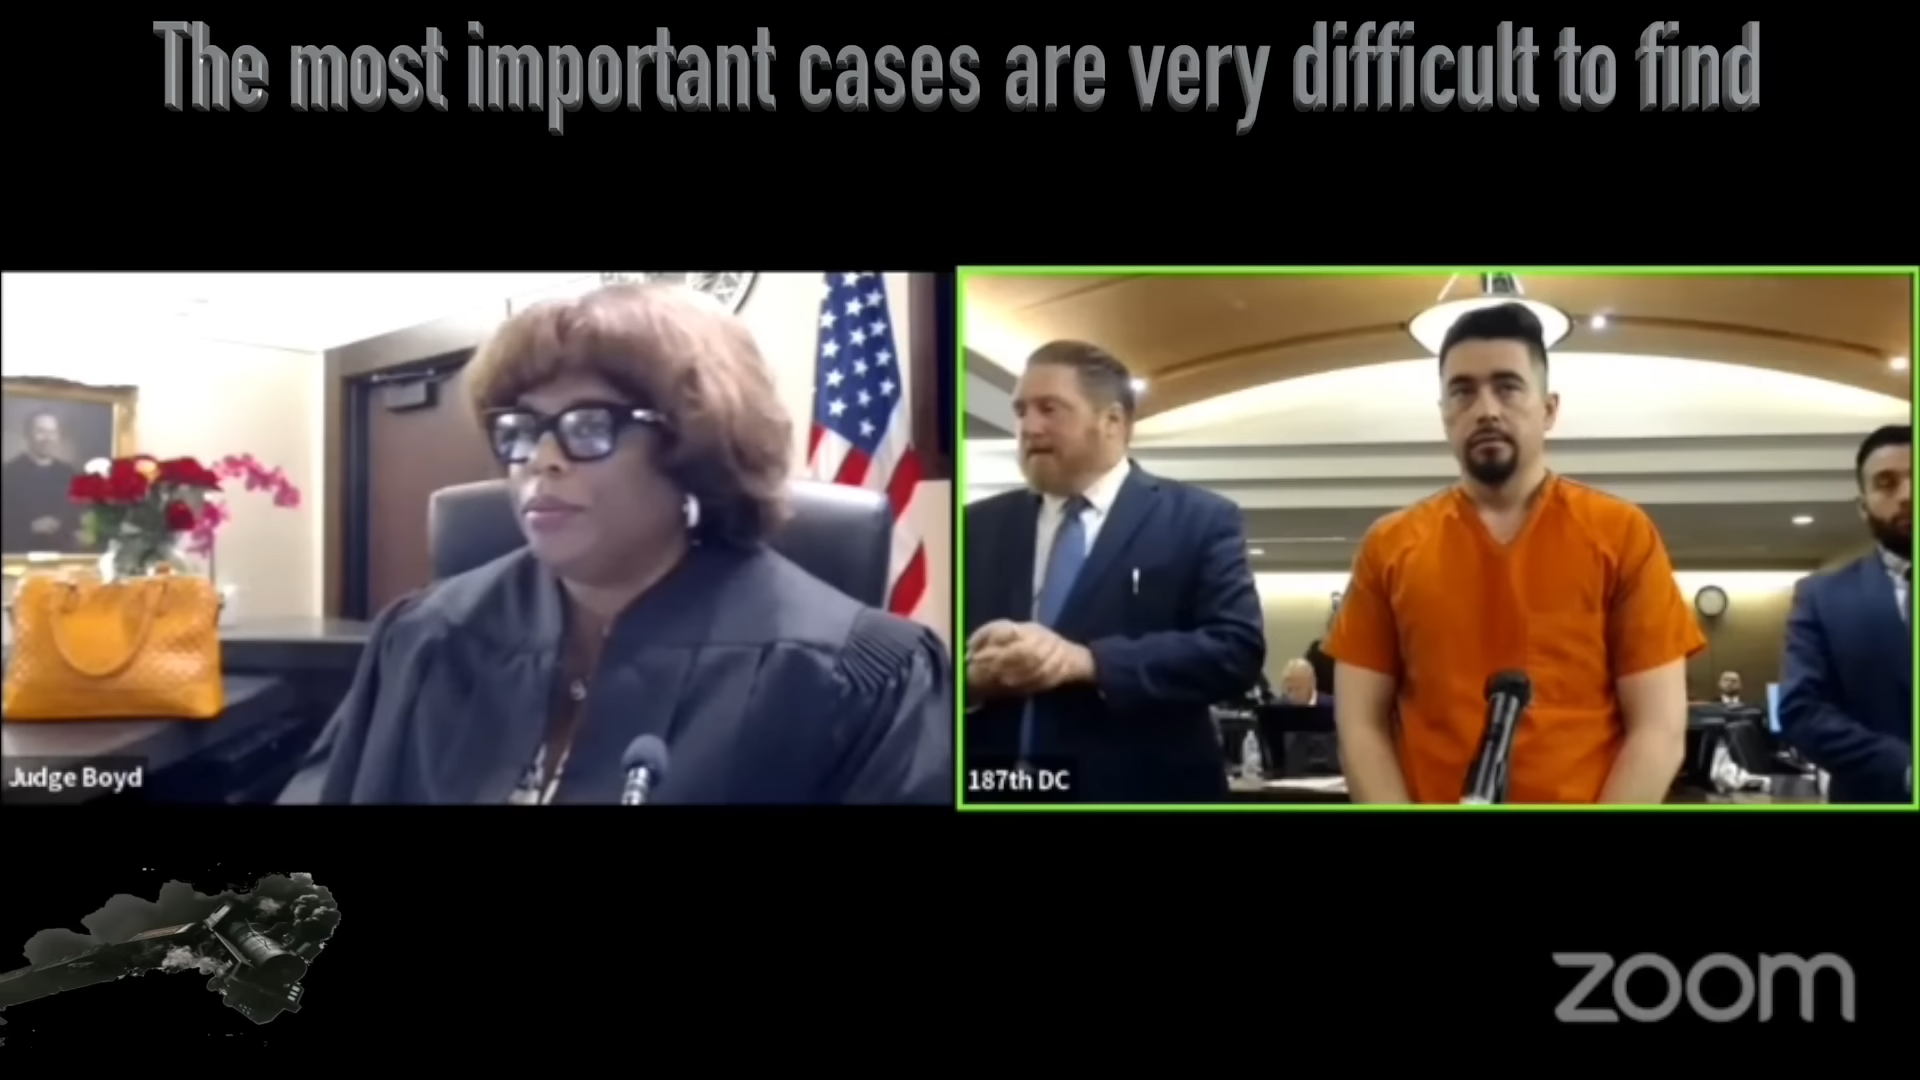 The most important cases are very difficult to find
Judge Boyd
187th DC
zoom